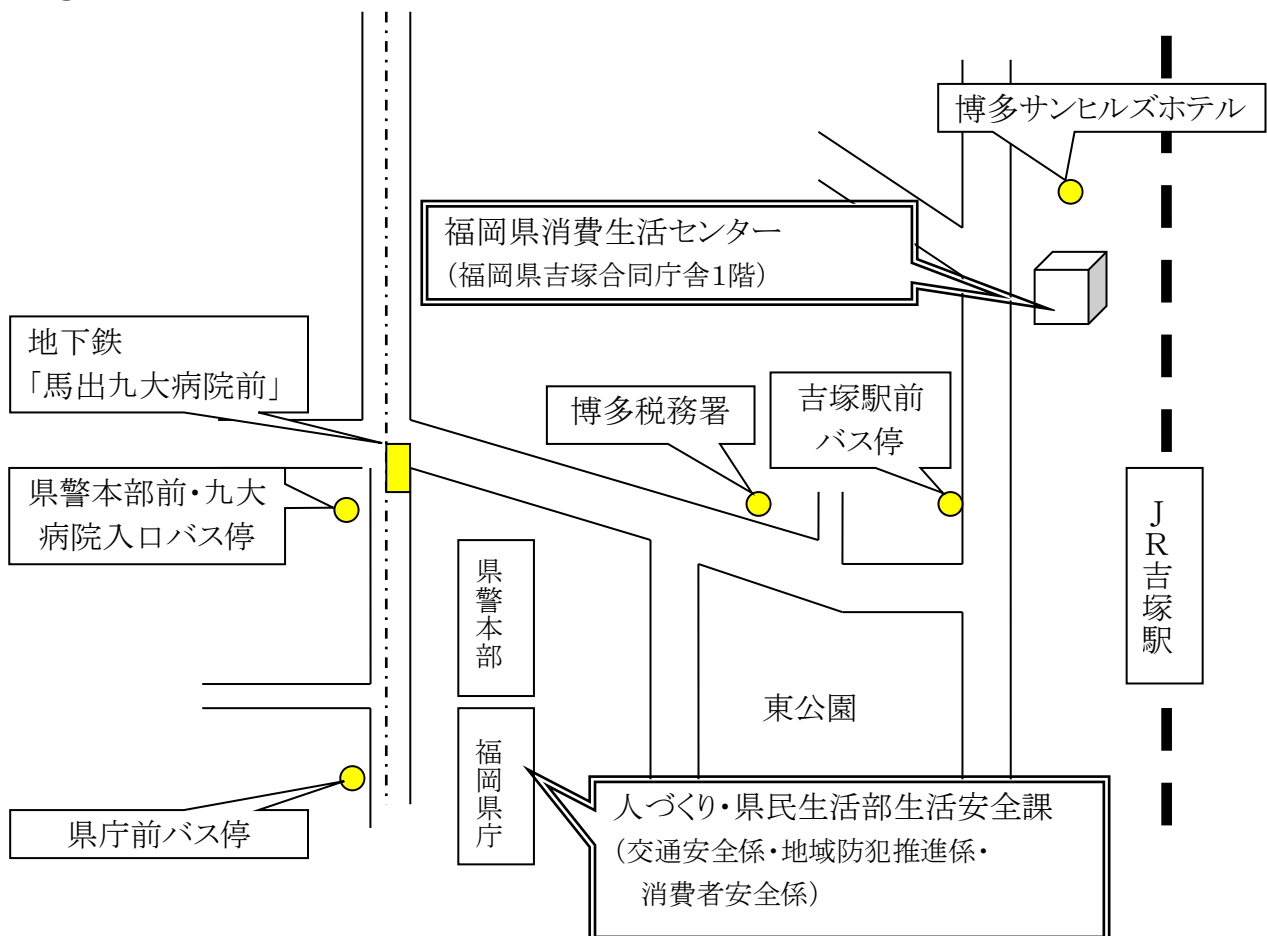 博多サンヒルズホテル
福岡県消費生活センター
（福岡県吉塚合同庁舎1階）
地下鉄
「馬出九大病院前」
博多税務署
吉塚駅前
バス停
県警本部前・九大
病院入口バス停
県警本部
JR吉塚駅
東公園
福岡県庁
県庁前バス停
人づくり・県民生活部生活安全課
（交通安全係・地域防犯推進係・
消費者安全係）